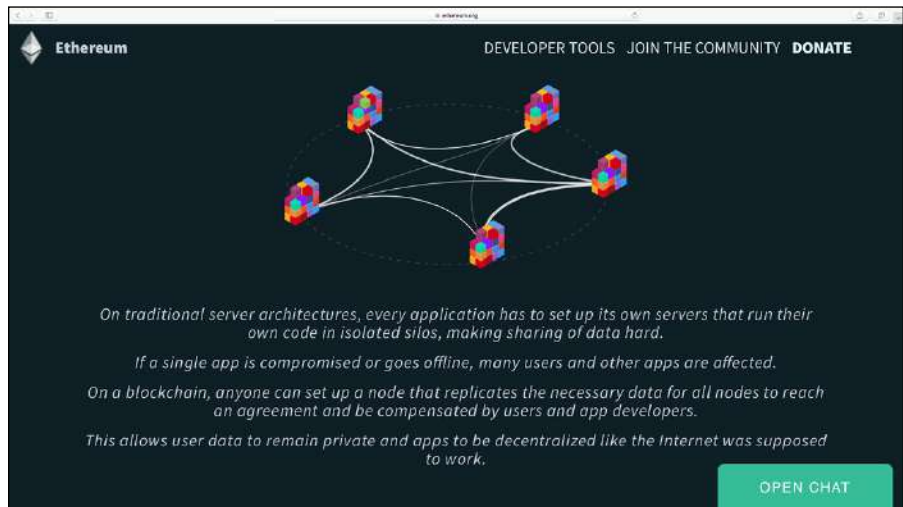 ethereum.org
Ethereum
DEVELOPER TOOLS JOIN THE COMMUNITY DONATE
On traditional server architectures, every application has to set up its own servers that run their
own code in isolated silos, making sharing of data hard.
If a single app is compromised or goes offline, many users and other apps are affected.
On a blockchain, anyone can set up a node that replicates the necessary data for all nodes to reach
an agreement and be compensated by users and app developers.
This allows user data to remain private and apps to be decentralized like the Internet was supposed
to work.
OPEN CHAT